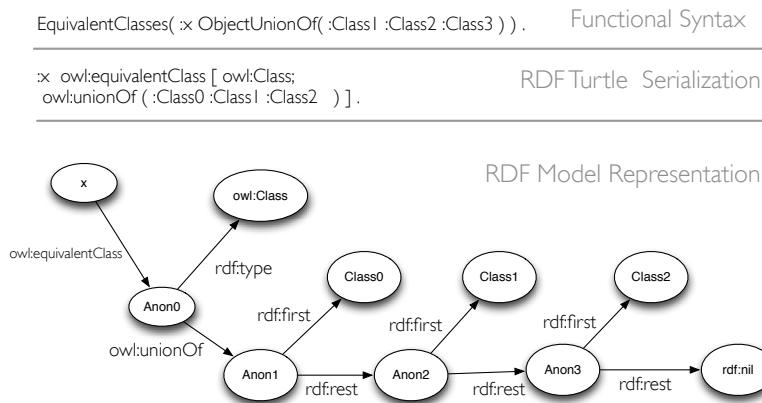 EquivalentClasses( :x ObjectUnionOf( :Class1 :Class2 :Class3 ) ) .
Functional Syntax
:x owl:equivalentClass [ owl:Class;
owl:unionOf ( :Class0 :Class1 :Class2 ) ] .
RDF Turtle Serialization
RDF Model Representation
x
owl:Class
owl:equivalentClass
rdf:type
Class0
Class1
Class2
Anon0
rdf:first
rdf:first
rdf:first
owl:unionOf
Anon1
Anon2
Anon3
rdf:nil
rdf:rest
rdf:rest
rdf:rest